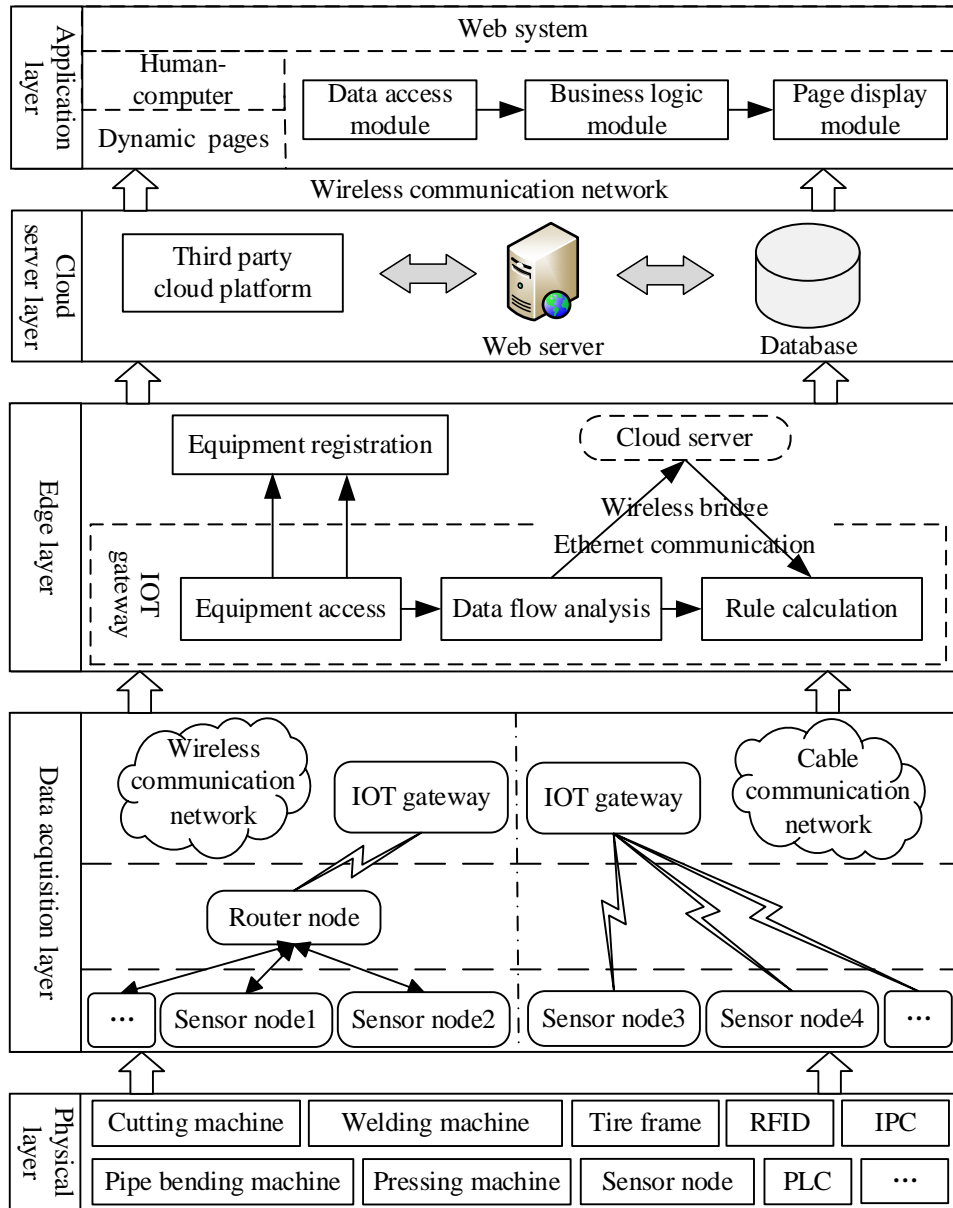 Application
layer
Web system
Human-
computer
Dynamic pages
Data access
module
Business logic
module
Page display
module
Wireless communication network
Cloud
server layer
Third party
cloud platform
Web server
Database
Edge layer
Equipment registration
Cloud server
Wireless bridge
Ethernet communication
IOT
gateway
Equipment access
Data flow analysis
Rule calculation
Data acquisition layer
Wireless
communication
network
IOT gateway
IOT gateway
Cable
communication
network
Router node
...
Sensor node1
Sensor node2
Sensor node3
Sensor node4
...
Physical
layer
Cutting machine
Welding machine
Tire frame
RFID
IPC
Pipe bending machine
Pressing machine
Sensor node
PLC
...